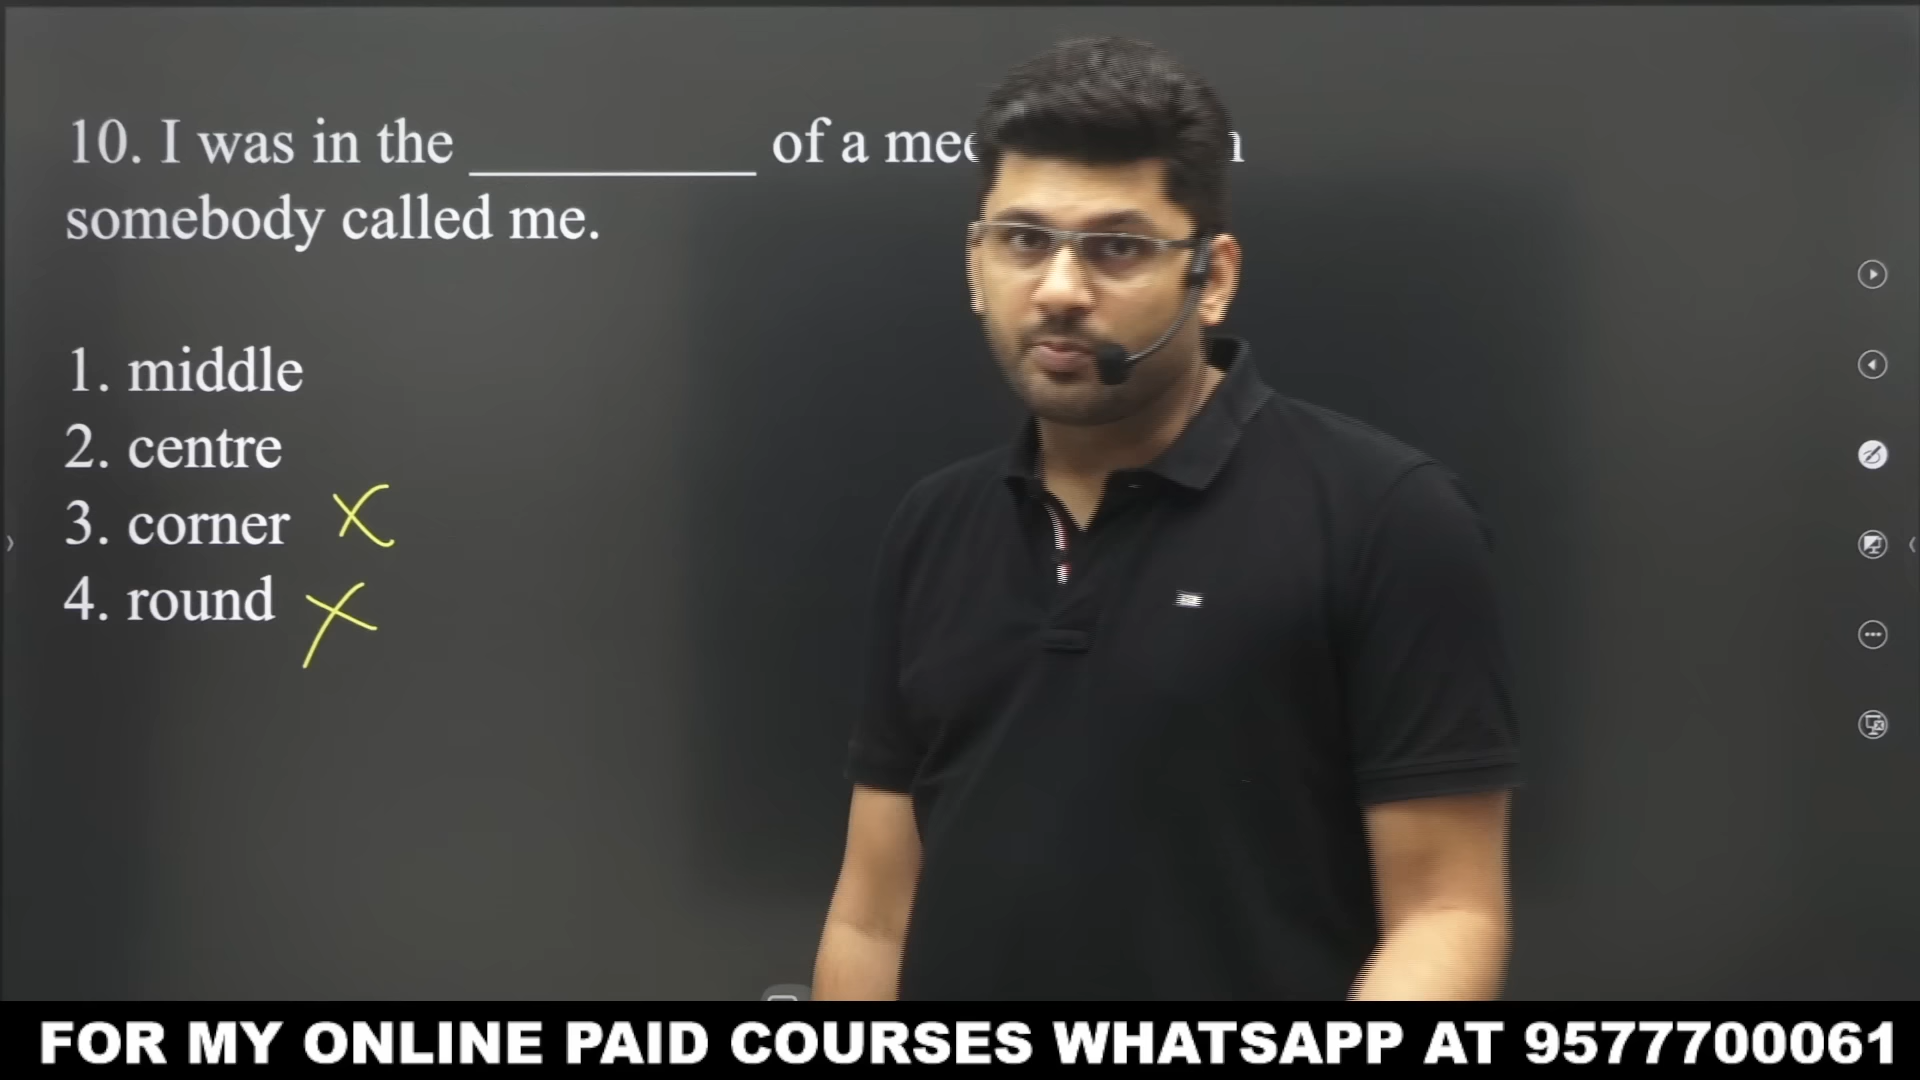 10. I was in the __________ of a
somebody called me.
1. middle
2. centre
3. corner
4. round
FOR MY ONLINE PAID COURSES WHATSAPP AT 9577700061